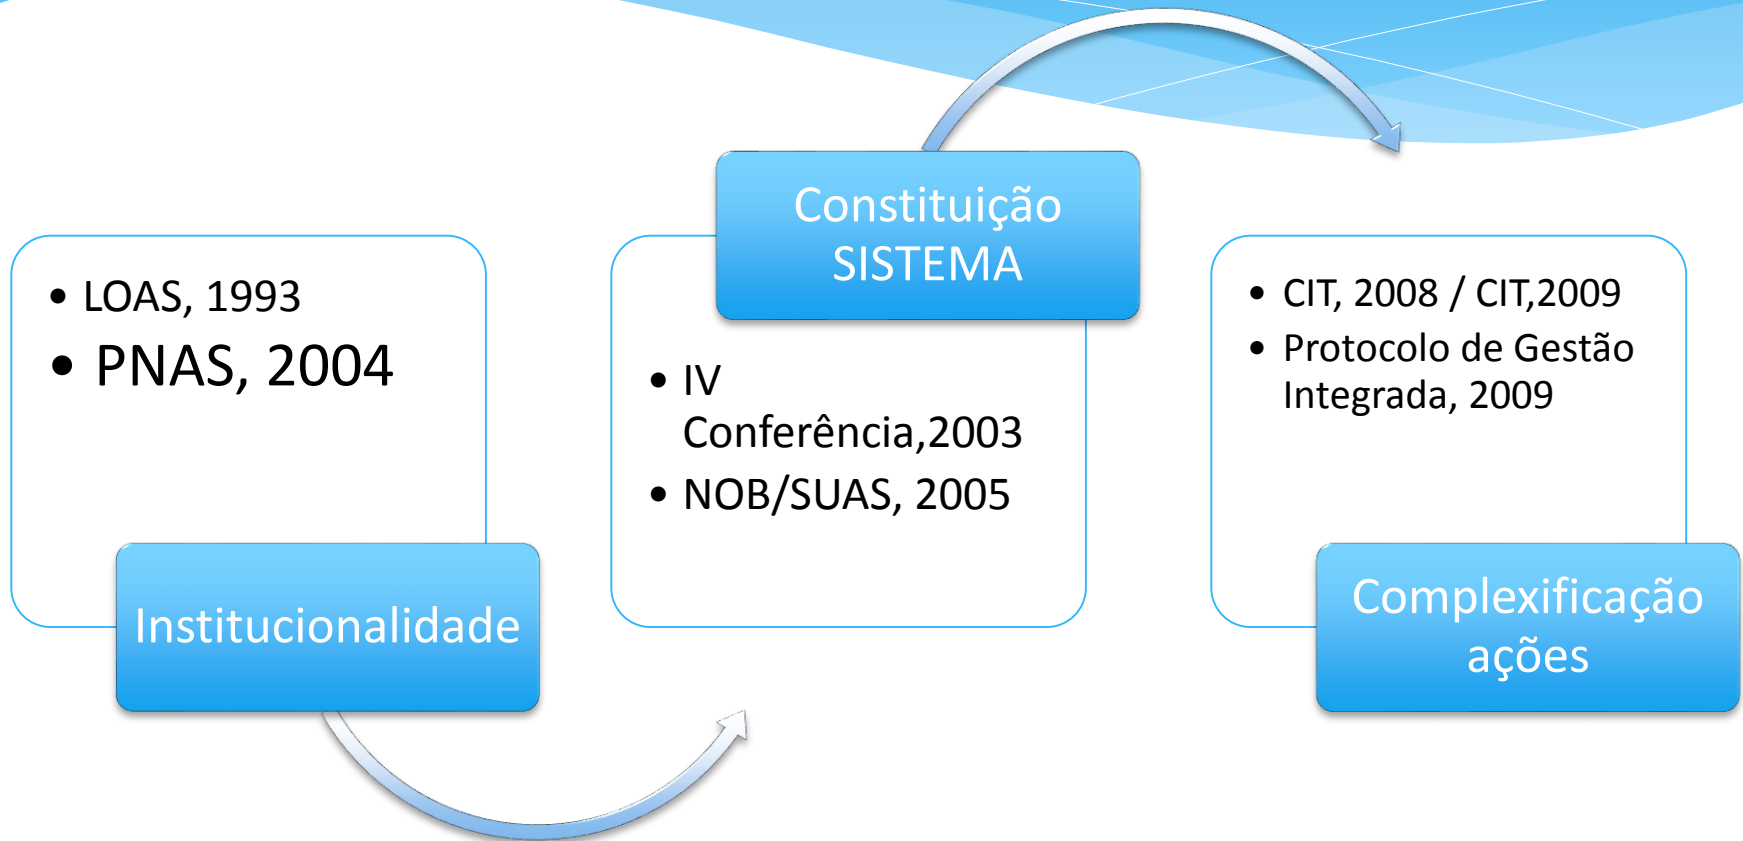 • LOAS, 1993
• PNAS, 2004
Institucionalidade
Constituição
SISTEMA
• IV
Conferência,2003
• NOB/SUAS, 2005
• CIT, 2008 / CIT,2009
• Protocolo de Gestão
Integrada, 2009
Complexificação
ações